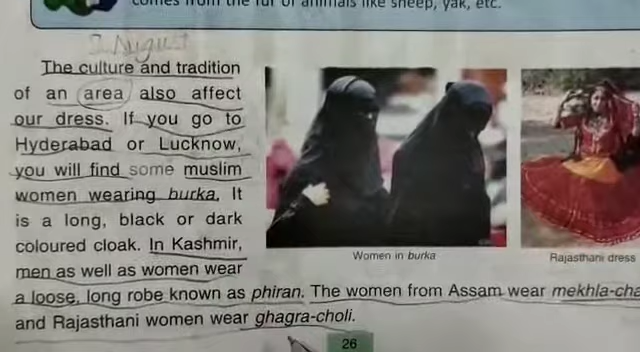 comes from the fur of animals like sheep, yak, etc.
August
The culture and tradition
of an area also affect
our dress. If you go to
Hyderabad or Lucknow,
you will find some muslim
women wearing burka. It
is a long, black or dark
coloured cloak. In Kashmir,
men as well as women wear
a loose, long robe known as phiran. The women from Assam wear mekhla-cha
and Rajasthani women wear ghagra-choli.
Women in burka
Rajasthani dress
26